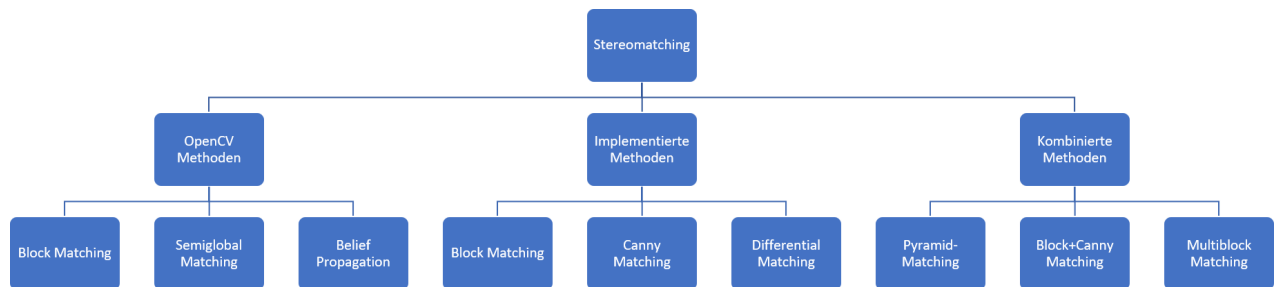 Stereomatching
OpenCV
Methoden
Implementierte
Methoden
Kombinierte
Methoden
Block Matching
Semiglobal
Matching
Belief
Propagation
Block Matching
Canny
Matching
Differential
Matching
Pyramid-
Matching
Block+Canny
Matching
Multiblock
Matching